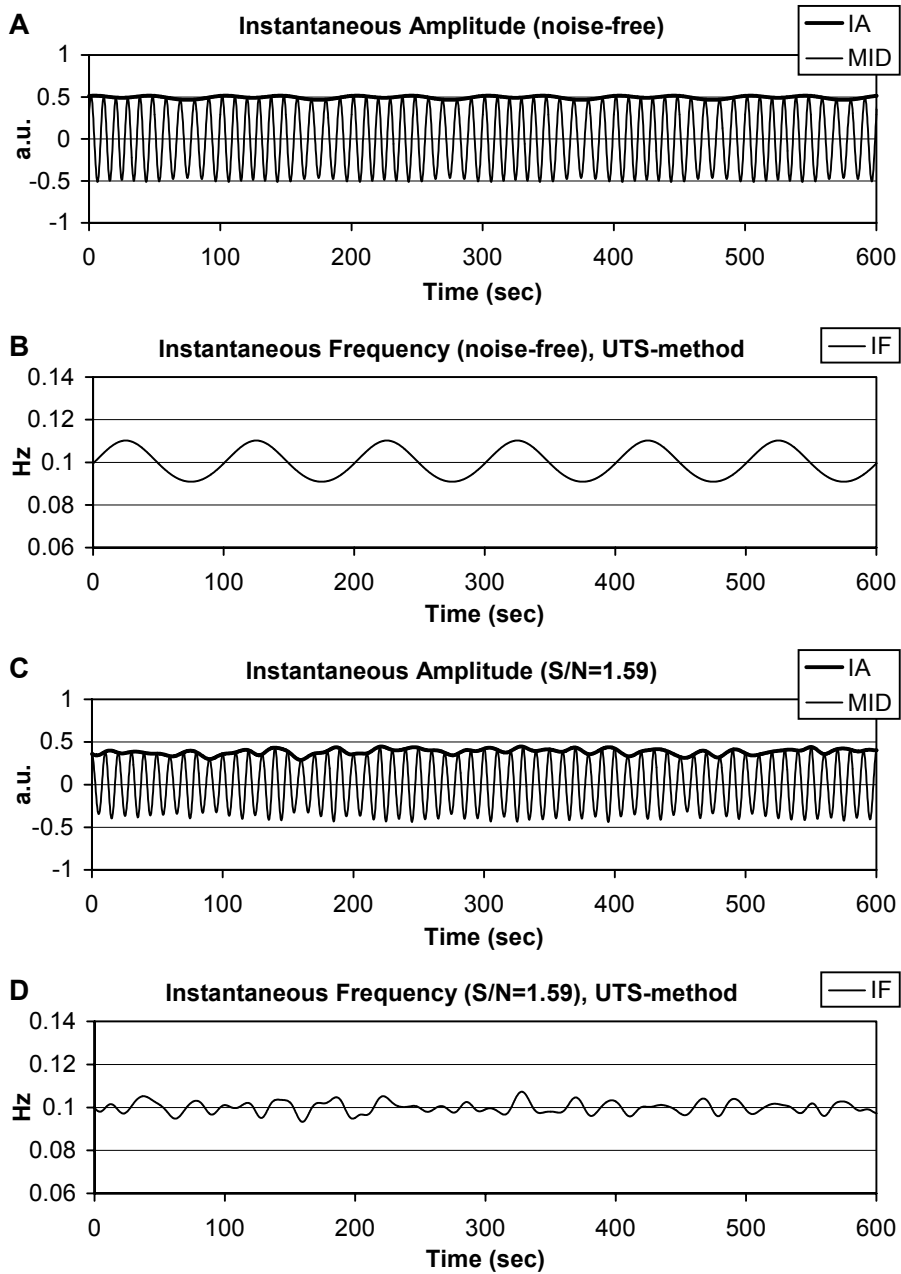 A
Instantaneous Amplitude (noise-free)
IA
MID
1
0.5
0
-0.5
-1
a.u.
0 100 200 300 400 500 600
Time (sec)
B
Instantaneous Frequency (noise-free), UTS-method
IF
0.14
0.12
0.1
0.08
0.06
Hz
0 100 200 300 400 500 600
Time (sec)
C
Instantaneous Amplitude (S/N=1.59)
IA
MID
1
0.5
0
-0.5
-1
a.u.
0 100 200 300 400 500 600
Time (sec)
D
Instantaneous Frequency (S/N=1.59), UTS-method
IF
0.14
0.12
0.1
0.08
0.06
Hz
0 100 200 300 400 500 600
Time (sec)